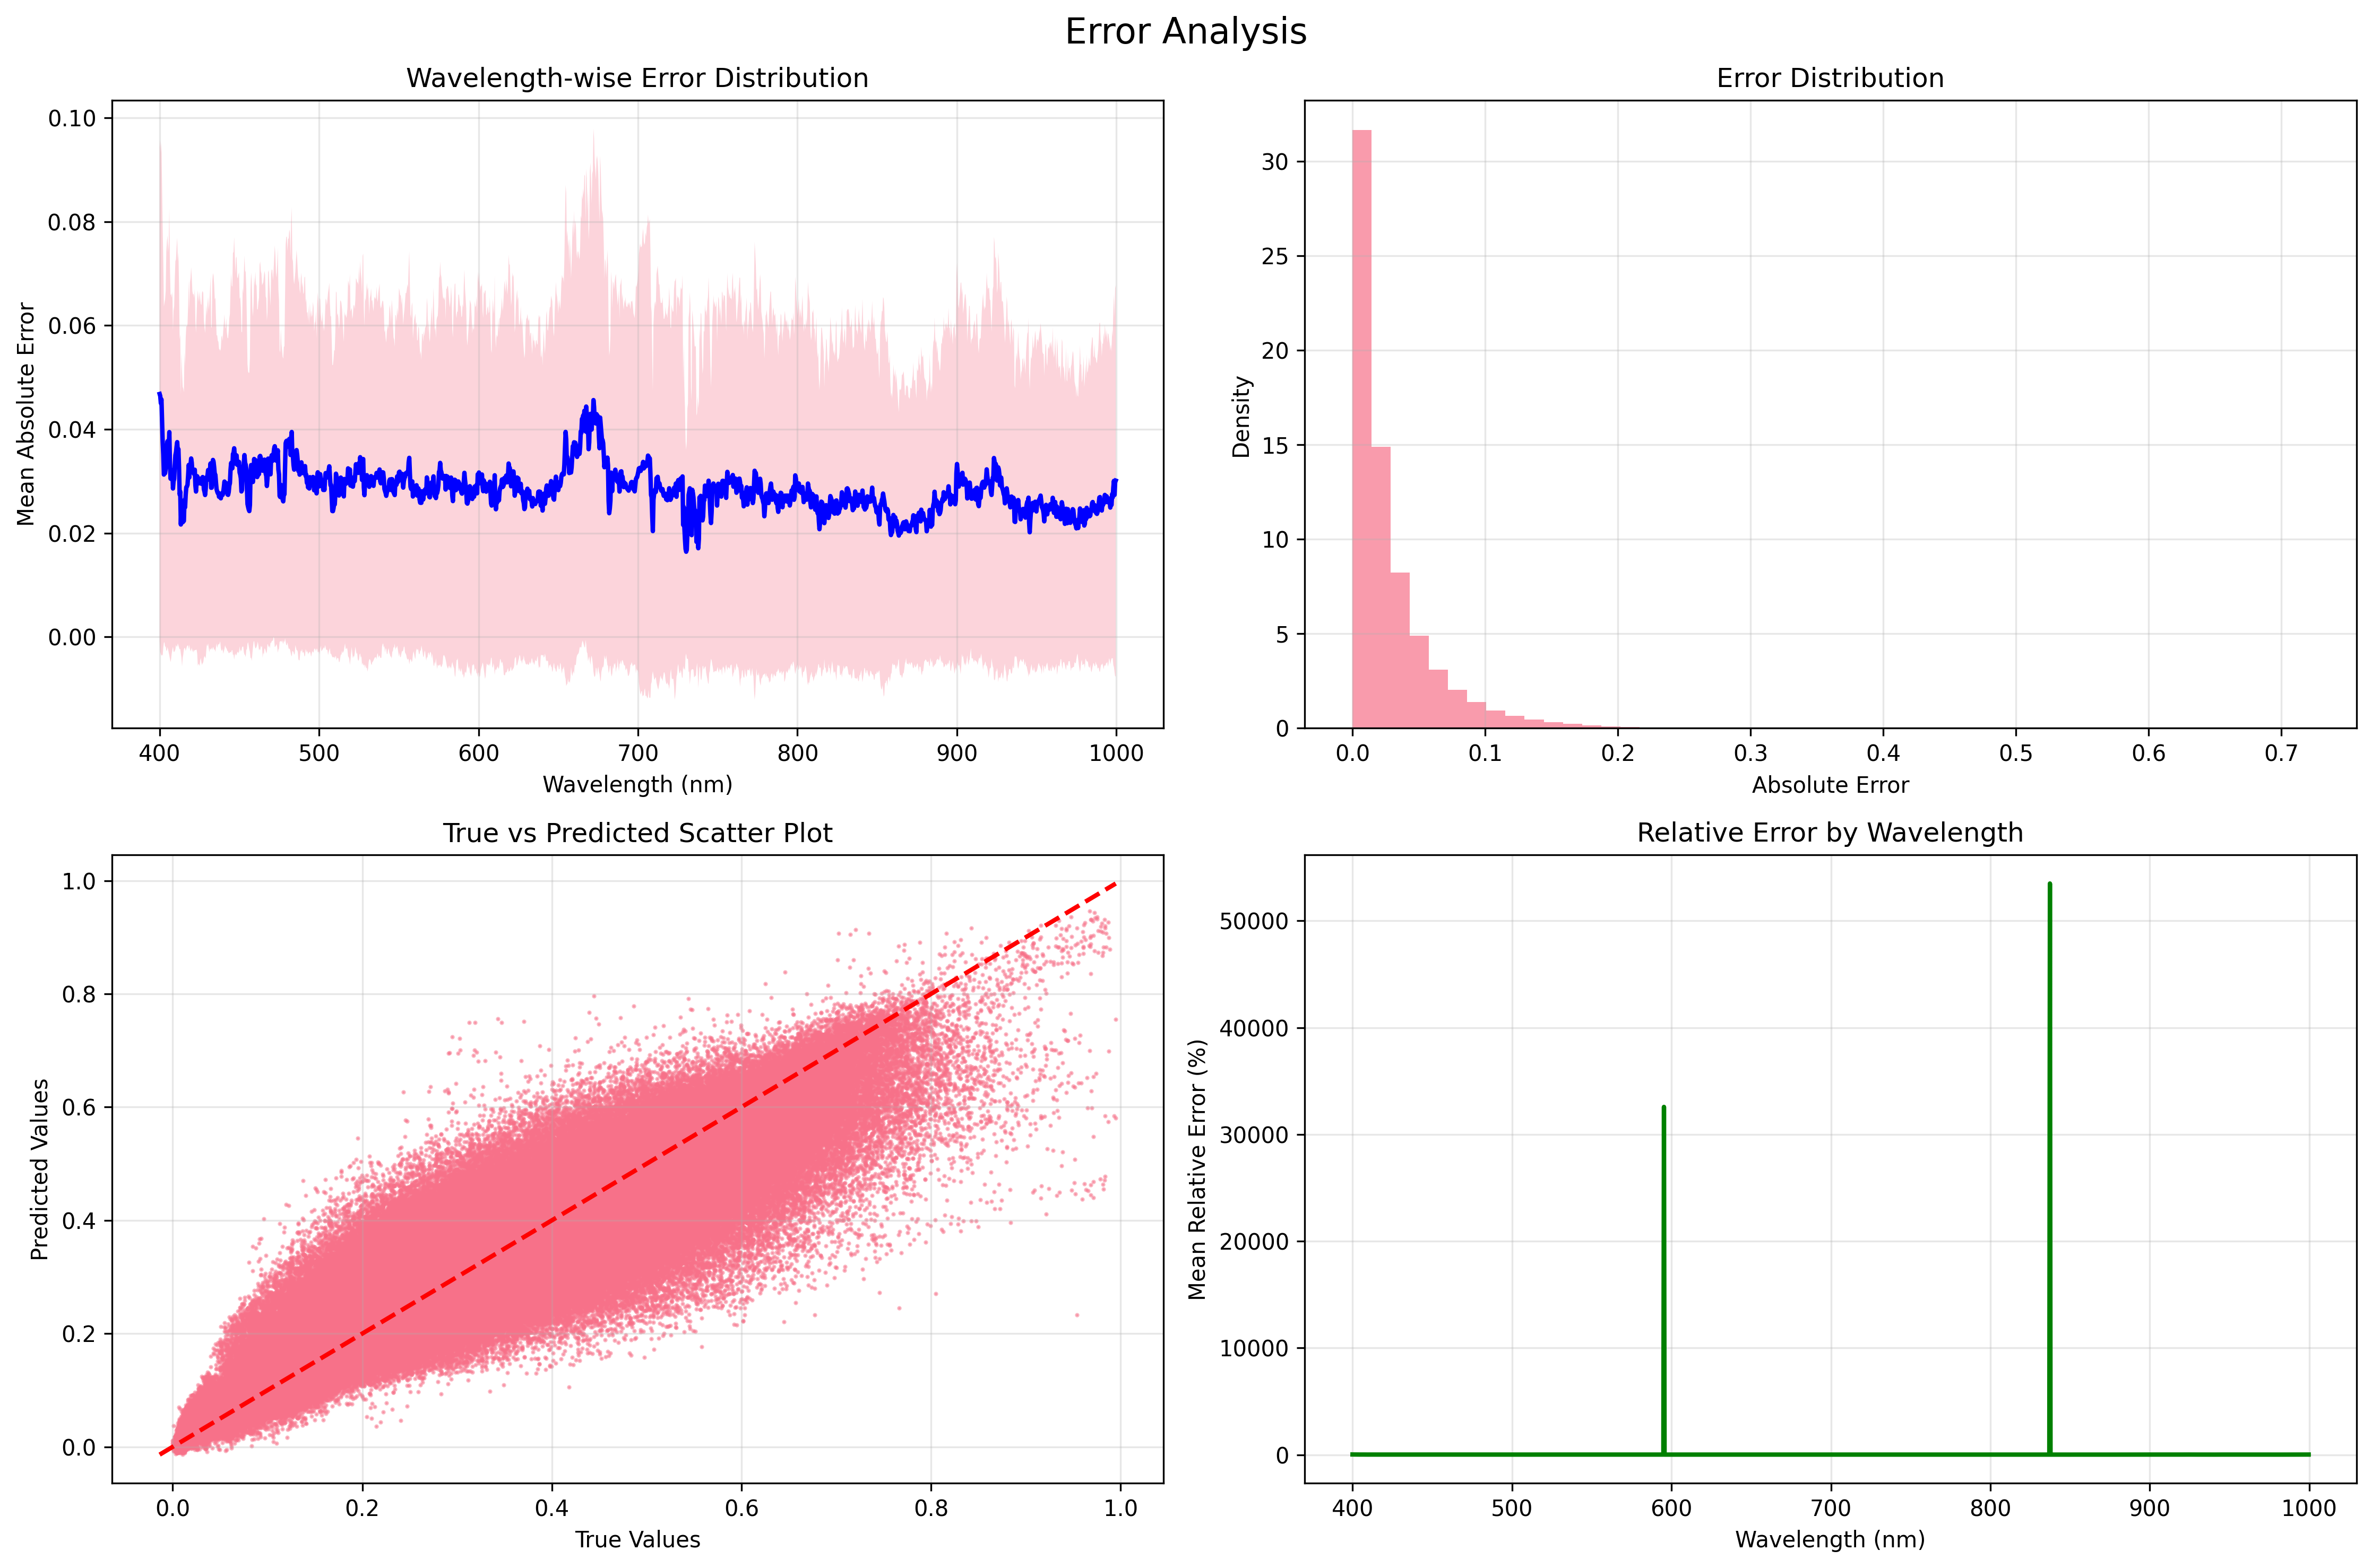 Error Analysis
Wavelength-wise Error Distribution
0.10
0.08
0.06
0.04
0.02
0.00
Mean Absolute Error
400 500 600 700 800 900 1000
Wavelength (nm)
Error Distribution
30
25
20
15
10
5
0
Density
0.0 0.1 0.2 0.3 0.4 0.5 0.6 0.7
Absolute Error
True vs Predicted Scatter Plot
1.0
0.8
0.6
0.4
0.2
0.0
Predicted Values
0.0 0.2 0.4 0.6 0.8 1.0
True Values
Relative Error by Wavelength
50000
40000
30000
20000
10000
0
Mean Relative Error (%)
400 500 600 700 800 900 1000
Wavelength (nm)